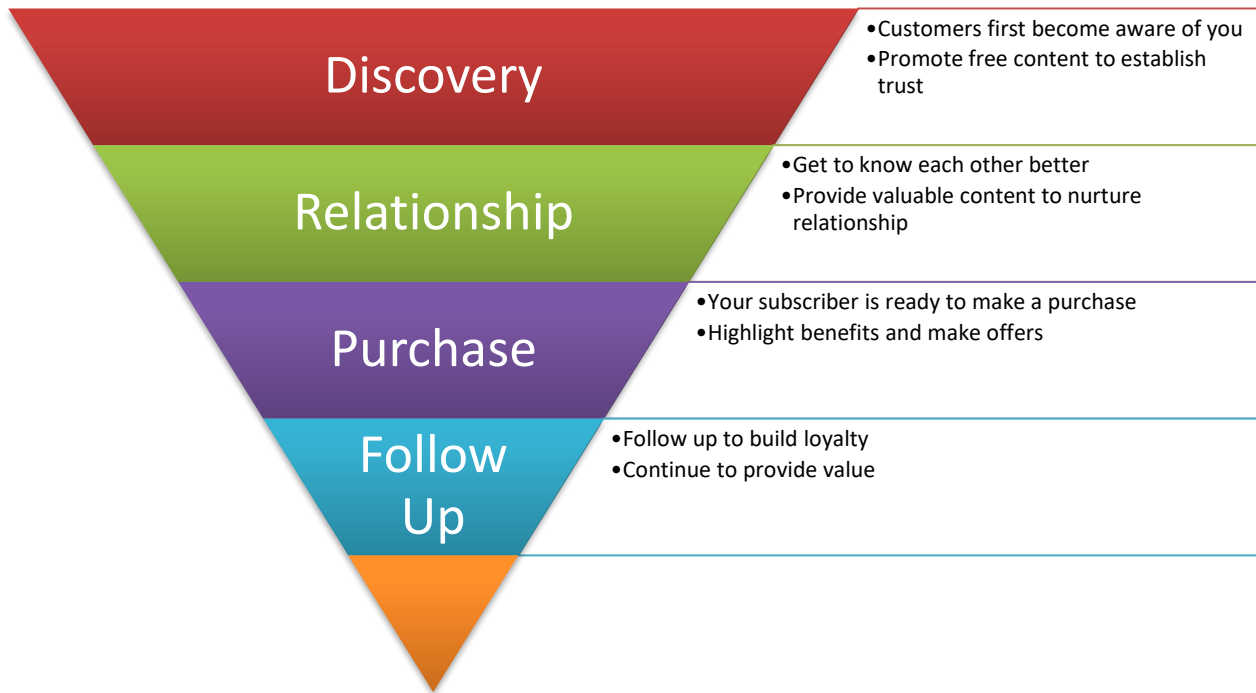 Discovery
•Customers first become aware of you
•Promote free content to establish
trust
Relationship
•Get to know each other better
•Provide valuable content to nurture
relationship
Purchase
•Your subscriber is ready to make a purchase
•Highlight benefits and make offers
Follow
Up
•Follow up to build loyalty
•Continue to provide value